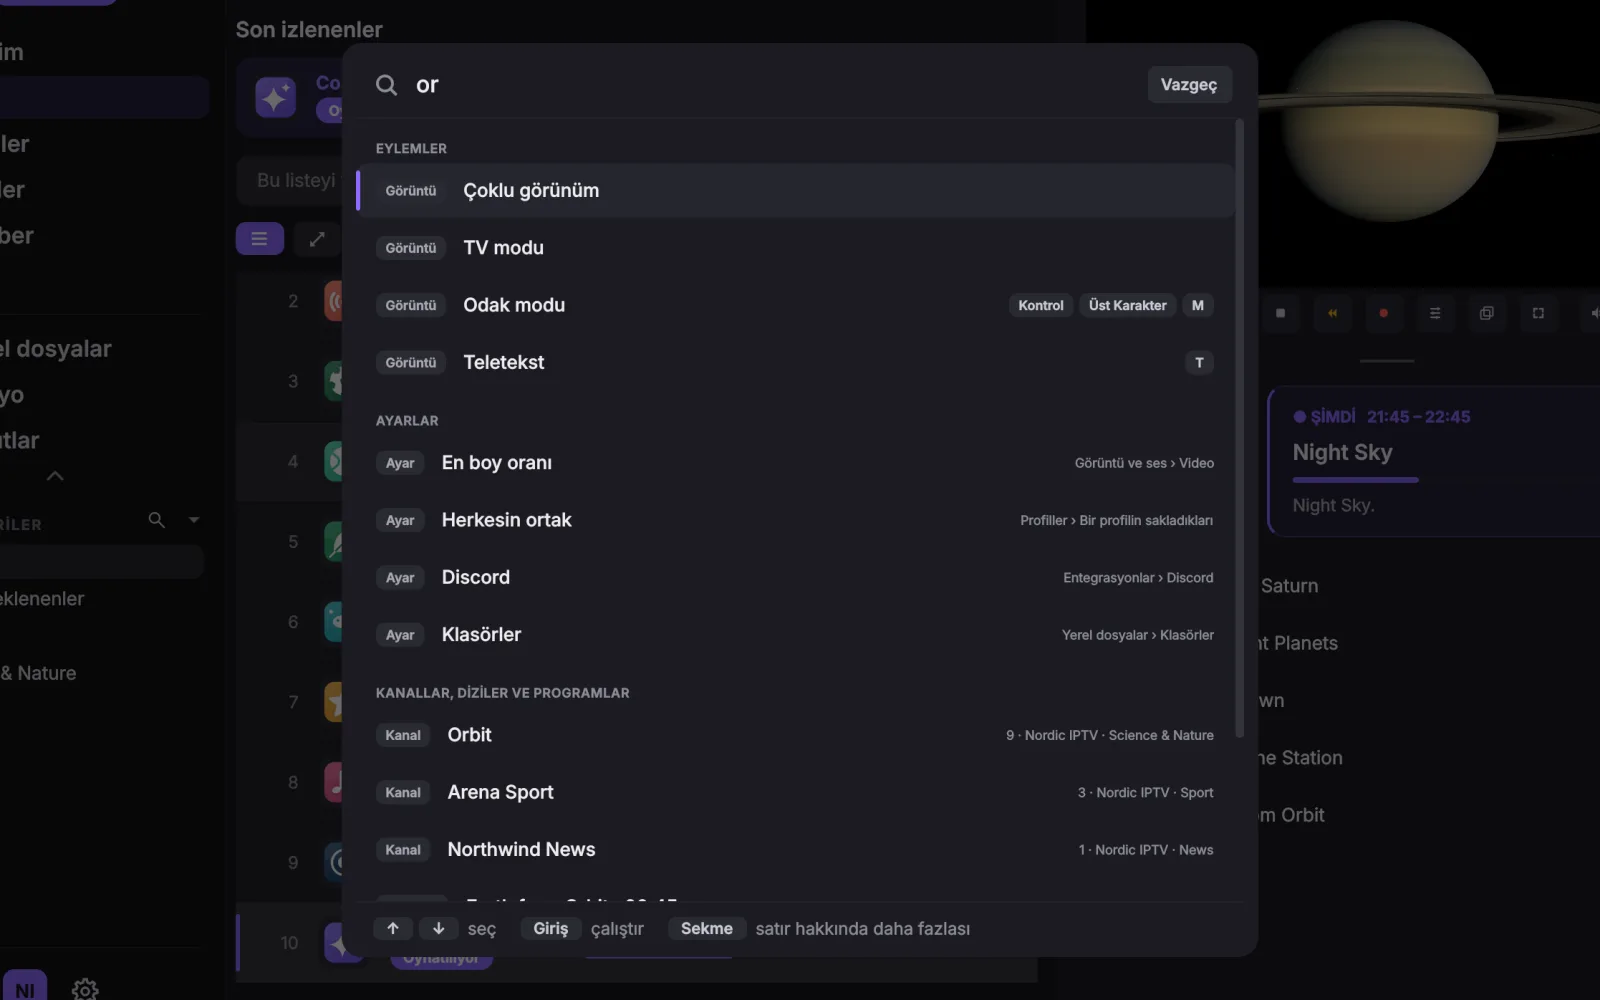 Son izlenenler
or
Vazgeç
EYLEMLER
Görüntü Çoklu görünüm
Görüntü TV modu
Görüntü Odak modu Kontrol Üst Karakter M
Görüntü Teletekst T
AYARLAR
Ayar En boy oranı Görüntü ve ses › Video
Ayar Herkesin ortak Profiller › Bir profilin sakladıkları
Ayar Discord Entegrasyonlar › Discord
Ayar Klasörler Yerel dosyalar › Klasörler
KANALLAR, DİZİLER VE PROGRAMLAR
Kanal Orbit 9 · Nordic IPTV · Science & Nature
Kanal Arena Sport 3 · Nordic IPTV · Sport
Kanal Northwind News 1 · Nordic IPTV · News
↑ ↓ seç Giriş çalıştır Sekme satır hakkında daha fazlası
Bu listeyi
2
3
4
5
6
7
8
9
10
Oynatılıyor
dosyalar
& Nature
NI
ŞİMDİ 21:45 – 22:45
Night Sky
Night Sky.
Saturn
Planets
Station
Orbit